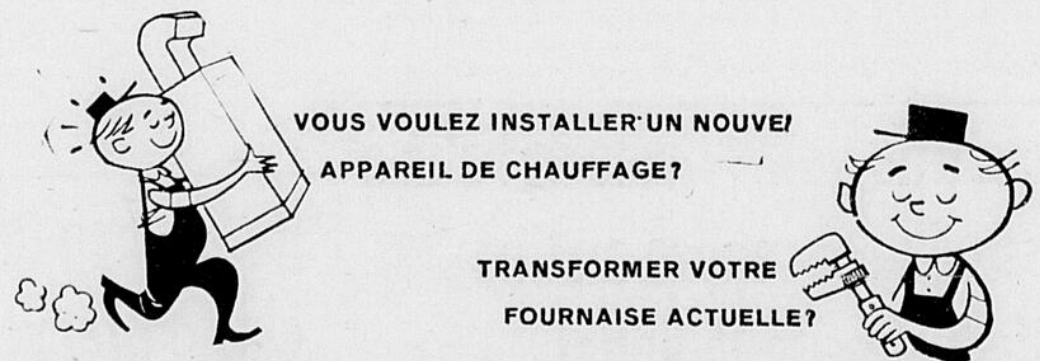 VOUS VOULEZ INSTALLER UN NOUVEL
APPAREIL DE CHAUFFAGE?
TRANSFORMER VOTRE
FOURNAISE ACTUELLE?